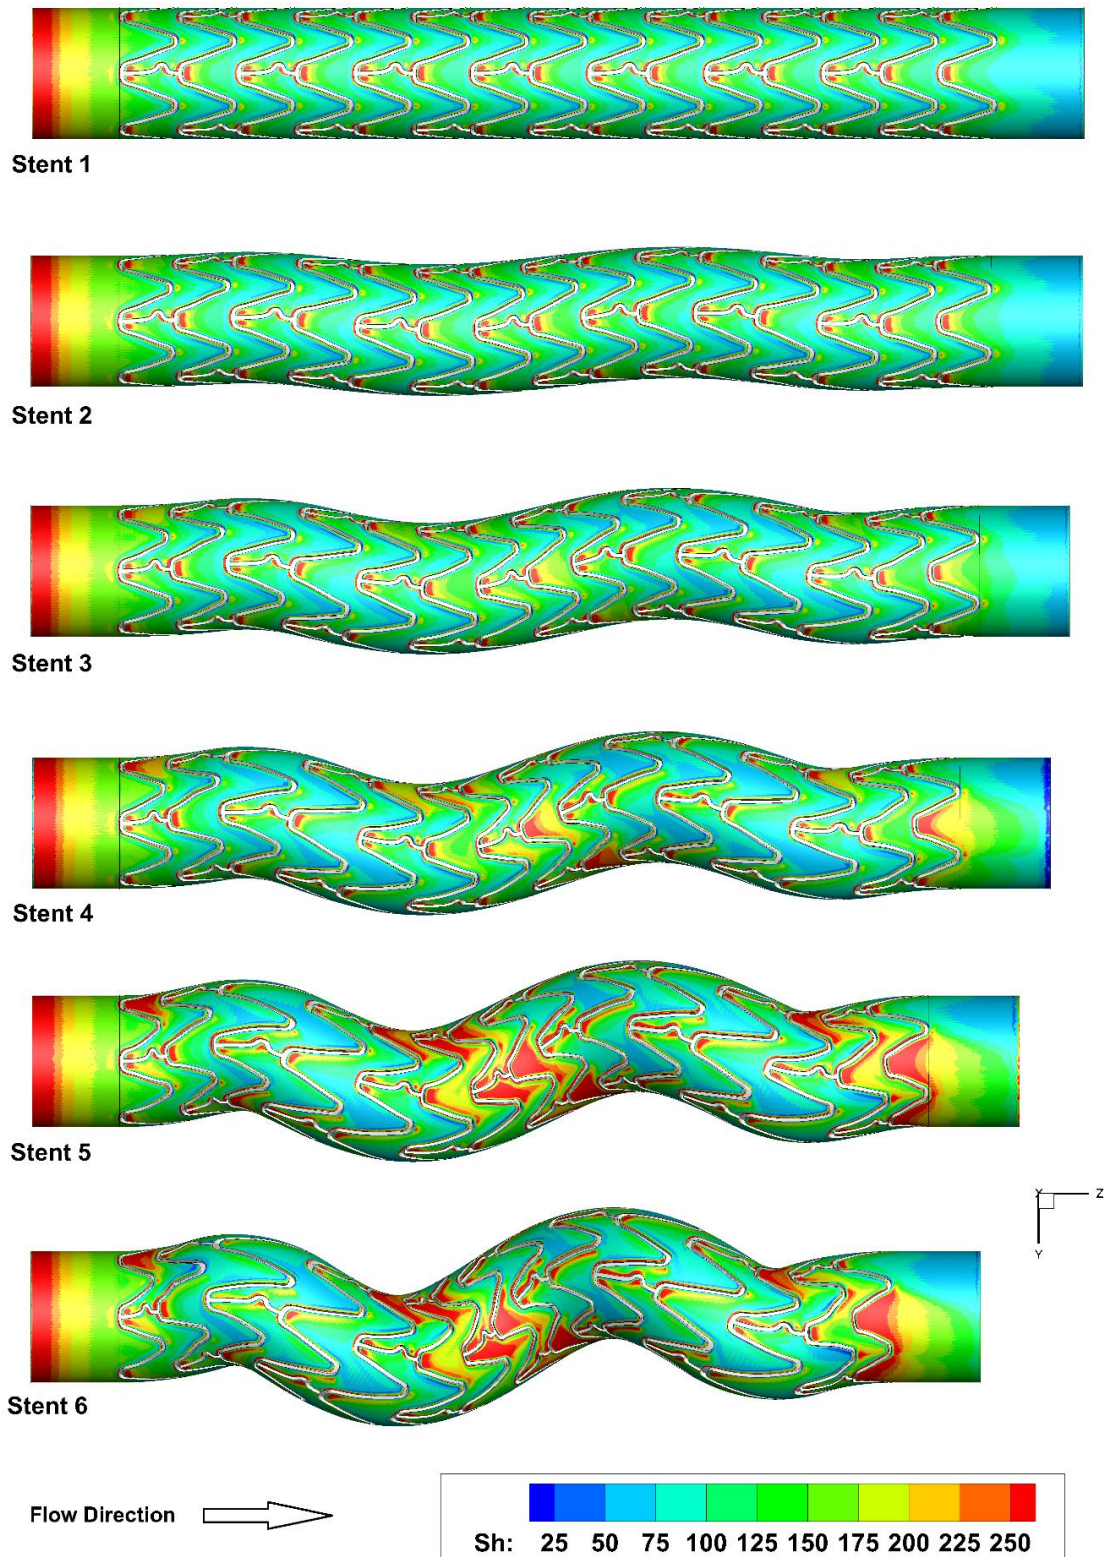 Stent 1
Stent 2
Stent 3
Stent 4
Stent 5
X Z
Y
Stent 6
Flow Direction
Sh: 25 50 75 100 125 150 175 200 225 250